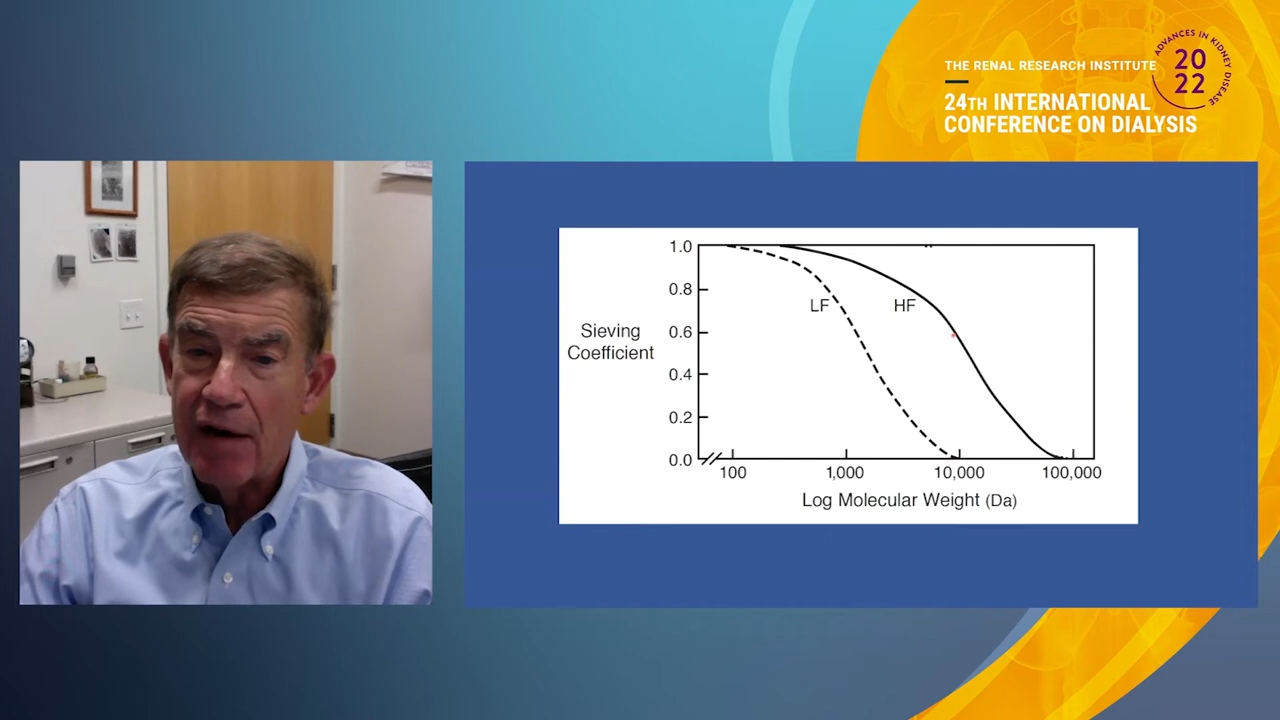 THE RENAL RESEARCH INSTITUTE
24TH INTERNATIONAL
CONFERENCE ON DIALYSIS
ADVANCES IN KIDNEY DISEASE
20
22
Sieving
Coefficient
1.0
0.8
0.6
0.4
0.2
0.0
LF
HF
100
1,000
10,000
100,000
Log Molecular Weight (Da)